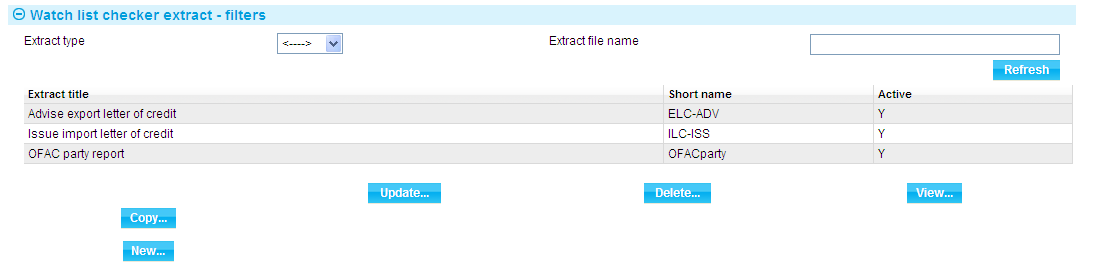 Watch list checker extract - filters
Extract type <----> Extract file name
Refresh
Extract title Short name Active
Advise export letter of credit ELC-ADV Y
Issue import letter of credit ILC-ISS Y
OFAC party report OFACparty Y
Update... Delete... View...
Copy...
New...